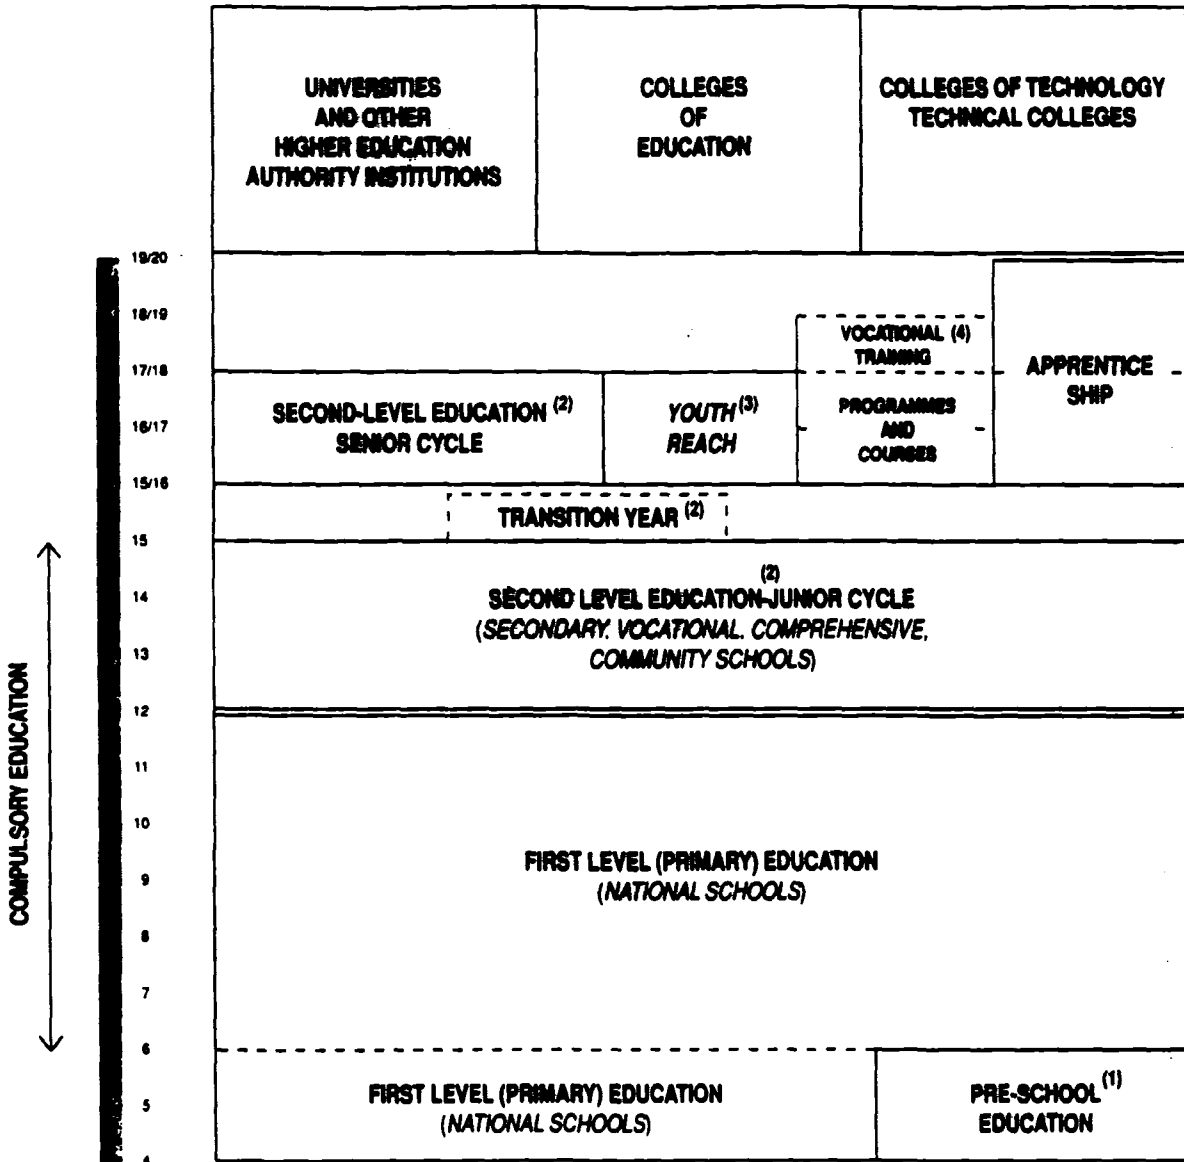 UNIVERSITIES
AND OTHER
HIGHER EDUCATION
AUTHORITY INSTITUTIONS
COLLEGES
OF
EDUCATION
COLLEGES OF TECHNOLOGY
TECHNICAL COLLEGES
19/20
18/19
17/18
16/17
15/16
15
14
13
12
11
10
9
8
7
6
5
4
VOCATIONAL (4)
TRAINING
PROGRAMMES
AND
COURSES
APPRENTICE
SHIP
SECOND-LEVEL EDUCATION (2)
SENIOR CYCLE
YOUTH (3)
REACH
TRANSITION YEAR (2)
(2)
SECOND LEVEL EDUCATION-JUNIOR CYCLE
(SECONDARY. VOCATIONAL. COMPREHENSIVE,
COMMUNITY SCHOOLS)
COMPULSORY EDUCATION
FIRST LEVEL (PRIMARY) EDUCATION
(NATIONAL SCHOOLS)
FIRST LEVEL (PRIMARY) EDUCATION
(NATIONAL SCHOOLS)
PRE-SCHOOL (1)
EDUCATION